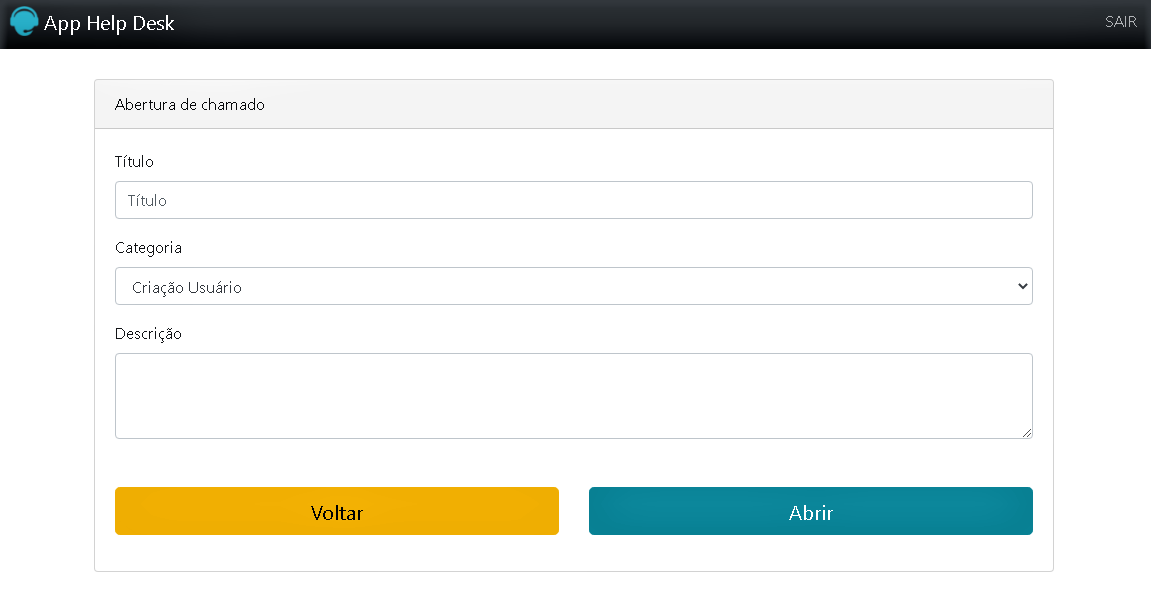 App Help Desk
SAIR
Abertura de chamado
Título
Título
Categoria
Criação Usuário
Descrição
Voltar
Abrir